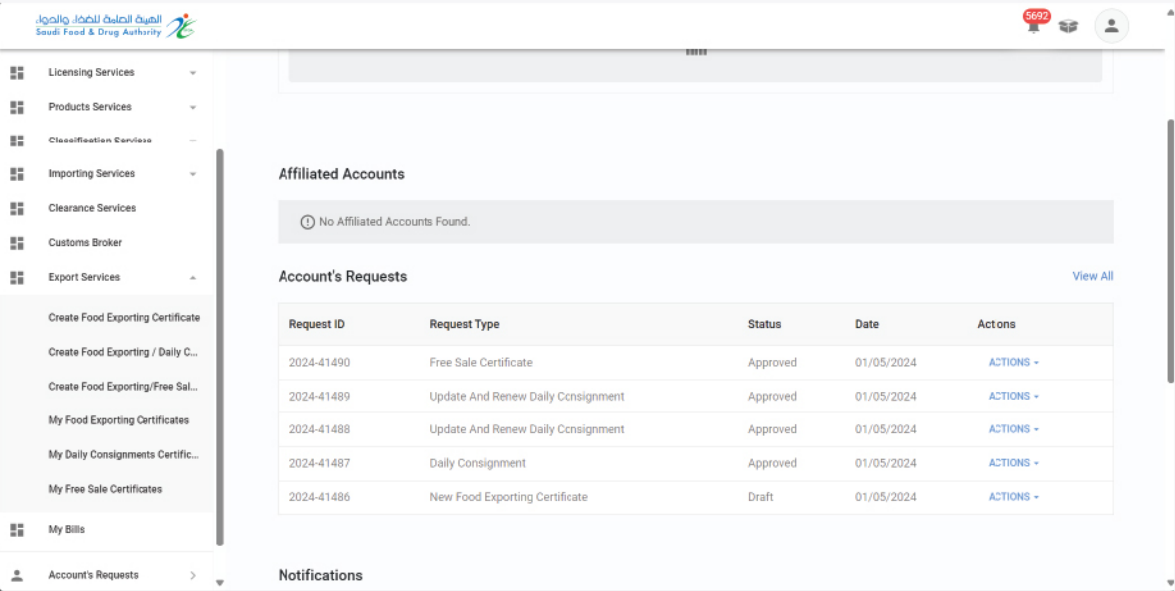 الهيئة العامة للغذاء والدواء
Saudi Food & Drug Authority
5692
Licensing Services
Products Services
Classification Services
Importing Services
Clearance Services
Customs Broker
Export Services
Create Food Exporting Certificate
Create Food Exporting / Daily C...
Create Food Exporting/Free Sal...
My Food Exporting Certificates
My Daily Consignments Certific...
My Free Sale Certificates
My Bills
Account's Requests
Affiliated Accounts
No Affiliated Accounts Found.
Account's Requests View All
Request ID Request Type Status Date Actions
2024-41490 Free Sale Certificate Approved 01/05/2024 ACTIONS
2024-41489 Update And Renew Daily Consignment Approved 01/05/2024 ACTIONS
2024-41488 Update And Renew Daily Consignment Approved 01/05/2024 ACTIONS
2024-41487 Daily Consignment Approved 01/05/2024 ACTIONS
2024-41486 New Food Exporting Certificate Draft 01/05/2024 ACTIONS
Notifications